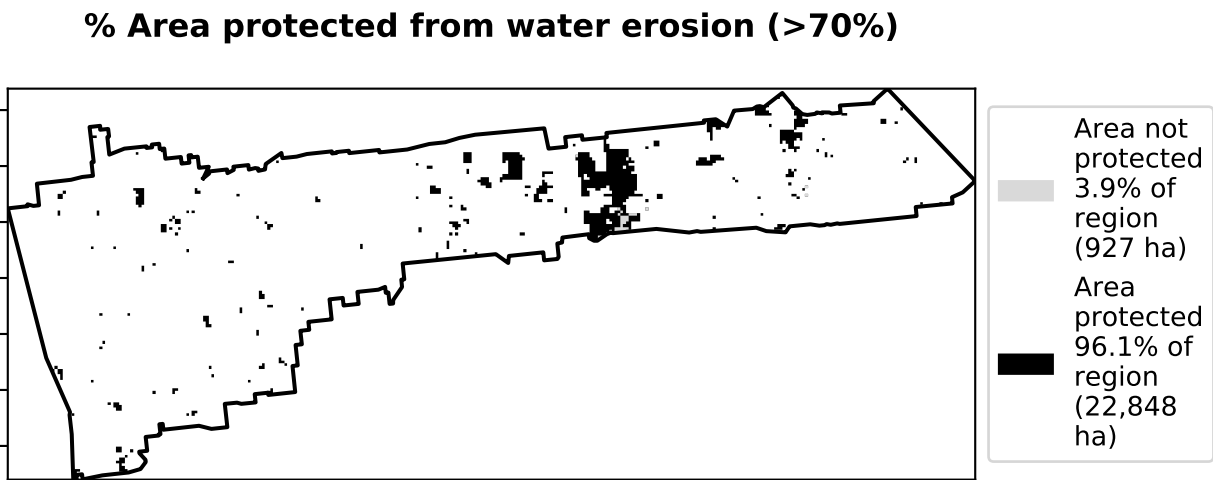 % Area protected from water erosion (>70%)
Area not
protected
3.9% of
region
(927 ha)
Area
protected
96.1% of
region
(22,848
ha)